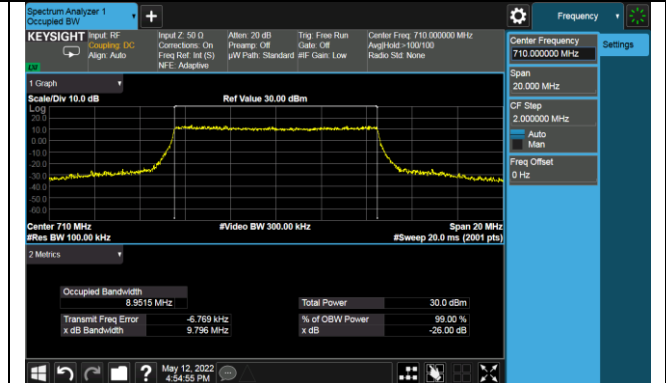 Spectrum Analyzer 1
Occupied BW
Frequency
KEYSIGHT
Input: RF
Coupling: DC
Align: Auto
Input Z: 50 Ω
Corrections: On
Freq Ref: Int (S)
NFE: Adaptive
Atten: 20 dB
Preamp: Off
µW Path: Standard
Trig: Free Run
Gate: Off
#IF Gain: Low
Center Freq: 710.000000 MHz
Avg|Hold:>100/100
Radio Std: None
Center Frequency
710.000000 MHz
Settings
Span
20.000 MHz
CF Step
2.000000 MHz
Auto
Man
Freq Offset
0 Hz
1 Graph
Scale/Div 10.0 dB
Ref Value 30.00 dBm
Log
20.0
10.0
0.00
-10.0
-20.0
-30.0
-40.0
-50.0
-60.0
Center 710 MHz
#Video BW 300.00 kHz
Span 20 MHz
#Res BW 100.00 kHz
#Sweep 20.0 ms (2001 pts)
2 Metrics
Occupied Bandwidth
8.9515 MHz
Total Power
30.0 dBm
Transmit Freq Error
-6.769 kHz
% of OBW Power
99.00 %
x dB Bandwidth
9.796 MHz
x dB
-26.00 dB
?
May 12, 2022
4:54:55 PM